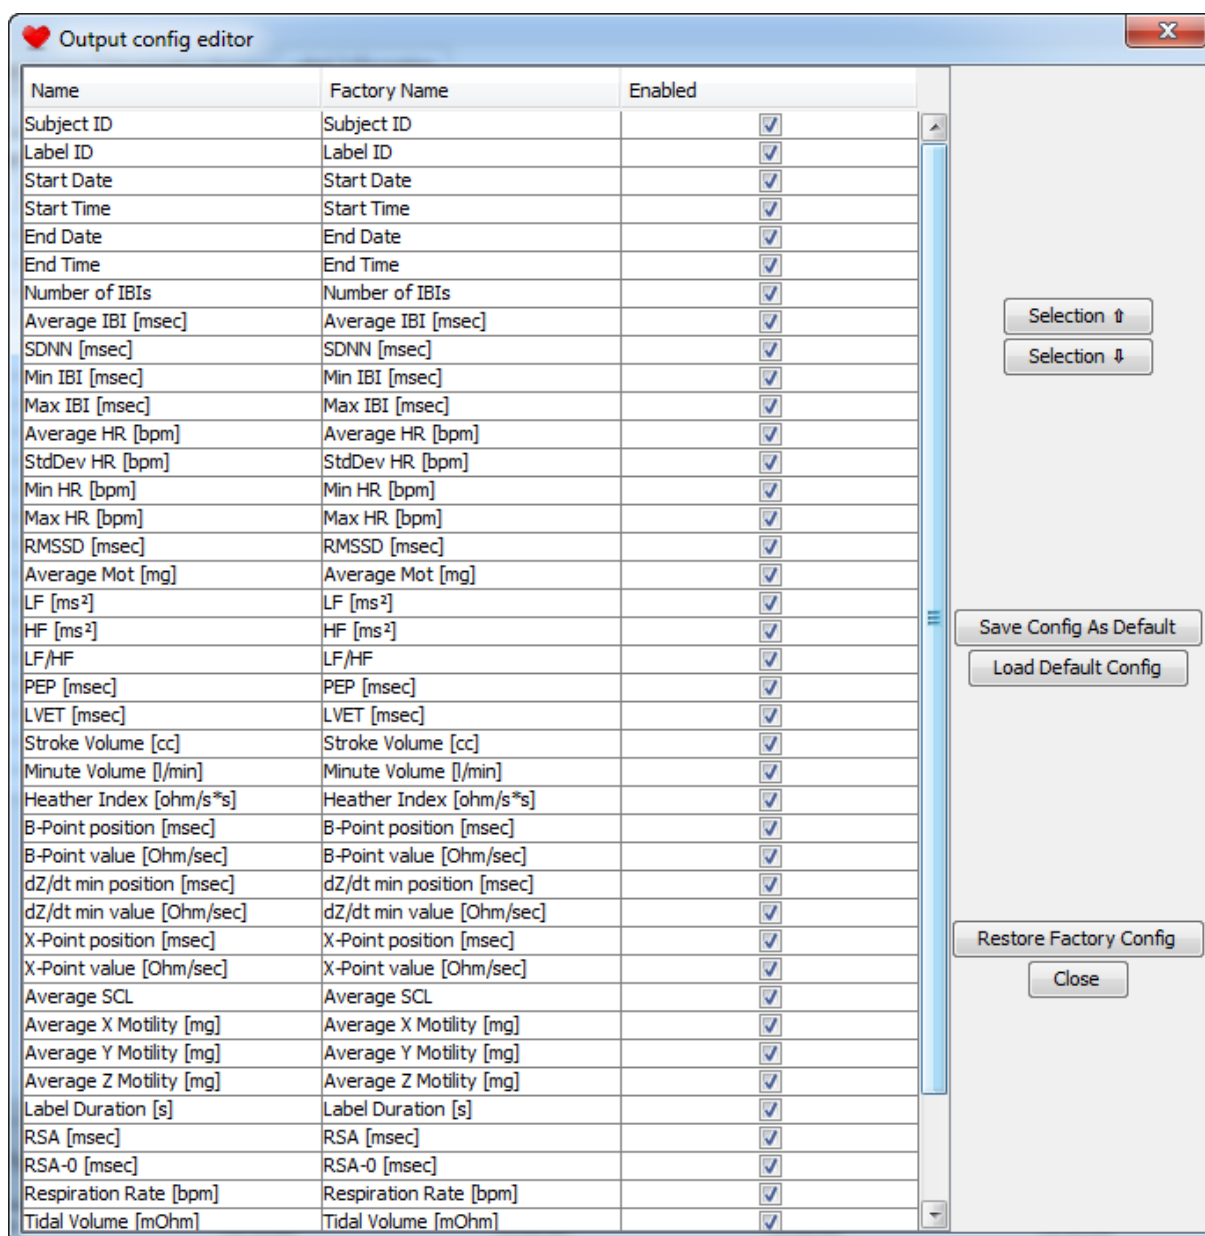 Output config editor
Name Factory Name Enabled
Subject ID Subject ID
Label ID Label ID
Start Date Start Date
Start Time Start Time
End Date End Date
End Time End Time
Number of IBIs Number of IBIs
Average IBI [msec] Average IBI [msec]
SDNN [msec] SDNN [msec]
Min IBI [msec] Min IBI [msec]
Max IBI [msec] Max IBI [msec]
Average HR [bpm] Average HR [bpm]
StdDev HR [bpm] StdDev HR [bpm]
Min HR [bpm] Min HR [bpm]
Max HR [bpm] Max HR [bpm]
RMSSD [msec] RMSSD [msec]
Average Mot [mg] Average Mot [mg]
LF [ms²] LF [ms²]
HF [ms²] HF [ms²]
LF/HF LF/HF
PEP [msec] PEP [msec]
LVET [msec] LVET [msec]
Stroke Volume [cc] Stroke Volume [cc]
Minute Volume [l/min] Minute Volume [l/min]
Heather Index [ohm/s*s] Heather Index [ohm/s*s]
B-Point position [msec] B-Point position [msec]
B-Point value [Ohm/sec] B-Point value [Ohm/sec]
dZ/dt min position [msec] dZ/dt min position [msec]
dZ/dt min value [Ohm/sec] dZ/dt min value [Ohm/sec]
X-Point position [msec] X-Point position [msec]
X-Point value [Ohm/sec] X-Point value [Ohm/sec]
Average SCL Average SCL
Average X Motility [mg] Average X Motility [mg]
Average Y Motility [mg] Average Y Motility [mg]
Average Z Motility [mg] Average Z Motility [mg]
Label Duration [s] Label Duration [s]
RSA [msec] RSA [msec]
RSA-0 [msec] RSA-0 [msec]
Respiration Rate [bpm] Respiration Rate [bpm]
Tidal Volume [mOhm] Tidal Volume [mOhm]
Selection ⇧
Selection ⇩
Save Config As Default
Load Default Config
Restore Factory Config
Close